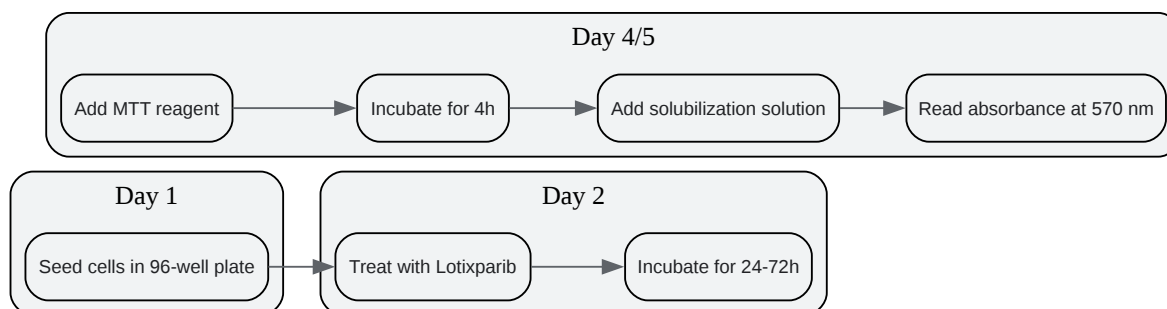 Day 4/5
Add MTT reagent
Incubate for 4h
Add solubilization solution
Read absorbance at 570 nm
Day 1
Seed cells in 96-well plate
Day 2
Treat with Lotixparib
Incubate for 24-72h